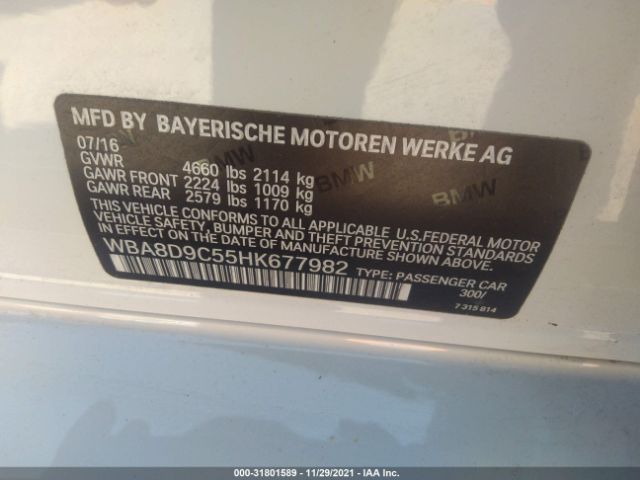 MFD BY BAYERISCHE MOTOREN WERKE AG
07/16
GVWR 4660 lbs 2114 kg
GAWR FRONT 2224 lbs 1009 kg
GAWR REAR 2579 lbs 1170 kg
THIS VEHICLE CONFORMS TO ALL APPLICABLE U.S.FEDERAL MOTOR
VEHICLE SAFETY, BUMPER AND THEFT PREVENTION STANDARDS
IN EFFECT ON THE DATE OF MANUFACTURE SHOWN ABOVE.
WBA8D9C55HK677982 TYPE: PASSENGER CAR
300/
7 315 814
BMW
BMW
000-31801589 - 11/29/2021 - IAA Inc.